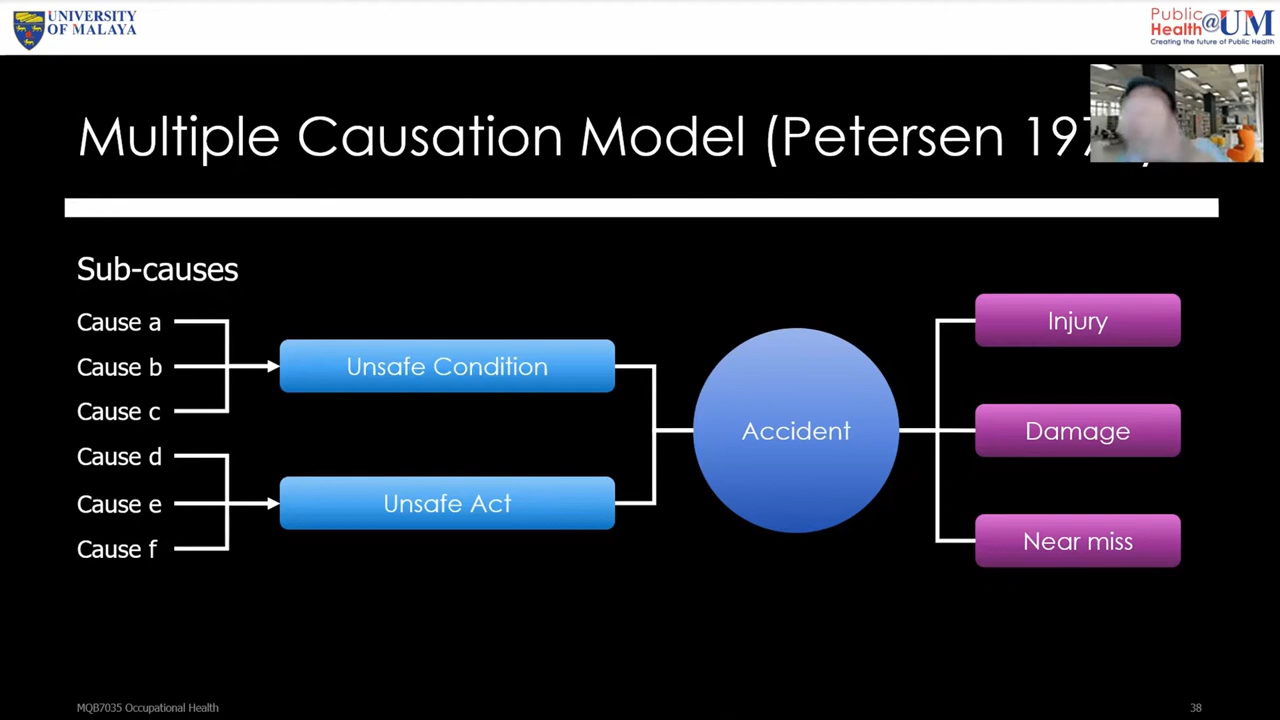 UNIVERSITY
OF MALAYA
Public
Health@UM
Creating the future of Public Health
Multiple Causation Model (Petersen
Sub-causes
Cause a
Cause b
Cause c
Cause d
Cause e
Cause f
Unsafe Condition
Unsafe Act
Accident
Injury
Damage
Near miss
MQB7035 Occupational Health
38